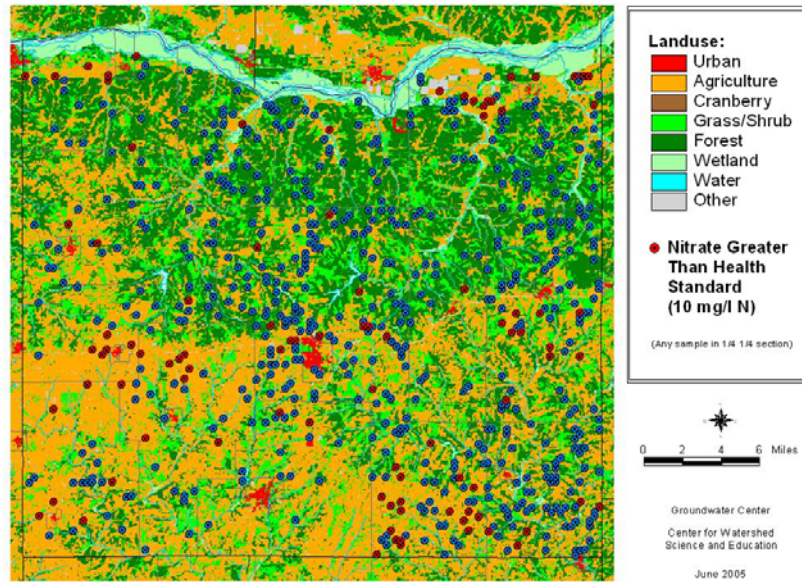 Landuse:
Urban
Agriculture
Cranberry
Grass/Shrub
Forest
Wetland
Water
Other
Nitrate Greater
Than Health
Standard
(10 mg/l N)
(Any sample in 1/4 1/4 section)
0 2 4 6 Miles
Groundwater Center
Center for Watershed
Science and Education
June 2005